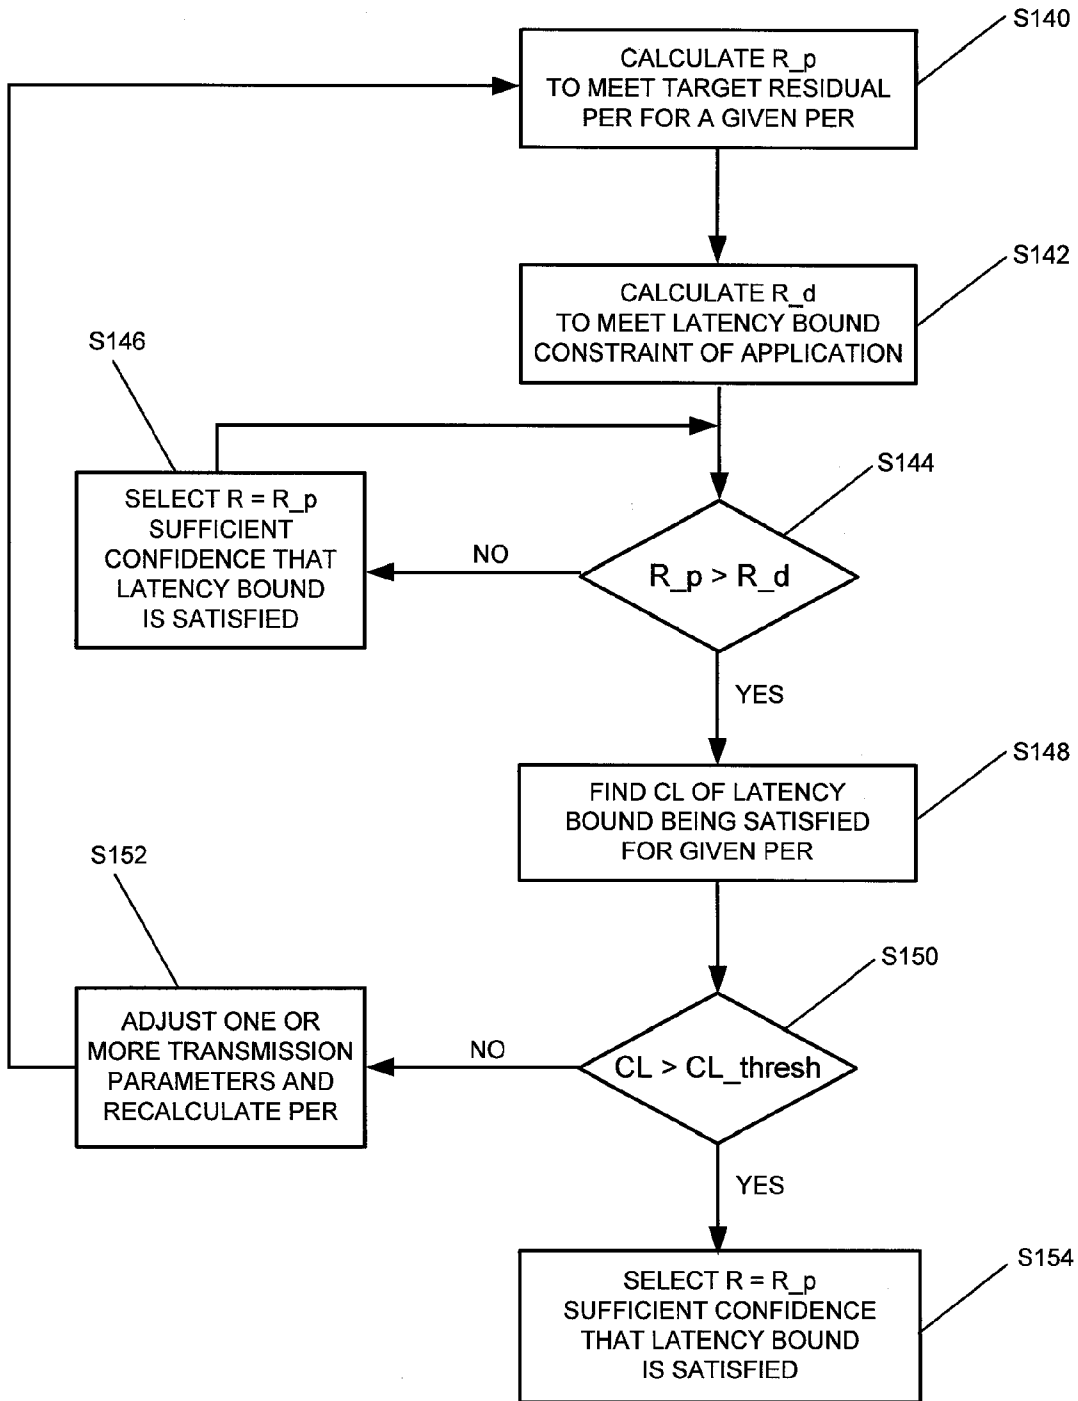 S140
CALCULATE R_p
TO MEET TARGET RESIDUAL
PER FOR A GIVEN PER
S142
CALCULATE R_d
TO MEET LATENCY BOUND
CONSTRAINT OF APPLICATION
S146
SELECT R = R_p
SUFFICIENT
CONFIDENCE THAT
LATENCY BOUND
IS SATISFIED
S144
NO
R_p > R_d
YES
S148
FIND CL OF LATENCY
BOUND BEING SATISFIED
FOR GIVEN PER
S152
ADJUST ONE OR
MORE TRANSMISSION
PARAMETERS AND
RECALCULATE PER
S150
NO
CL > CL_thresh
YES
S154
SELECT R = R_p
SUFFICIENT CONFIDENCE
THAT LATENCY BOUND
IS SATISFIED